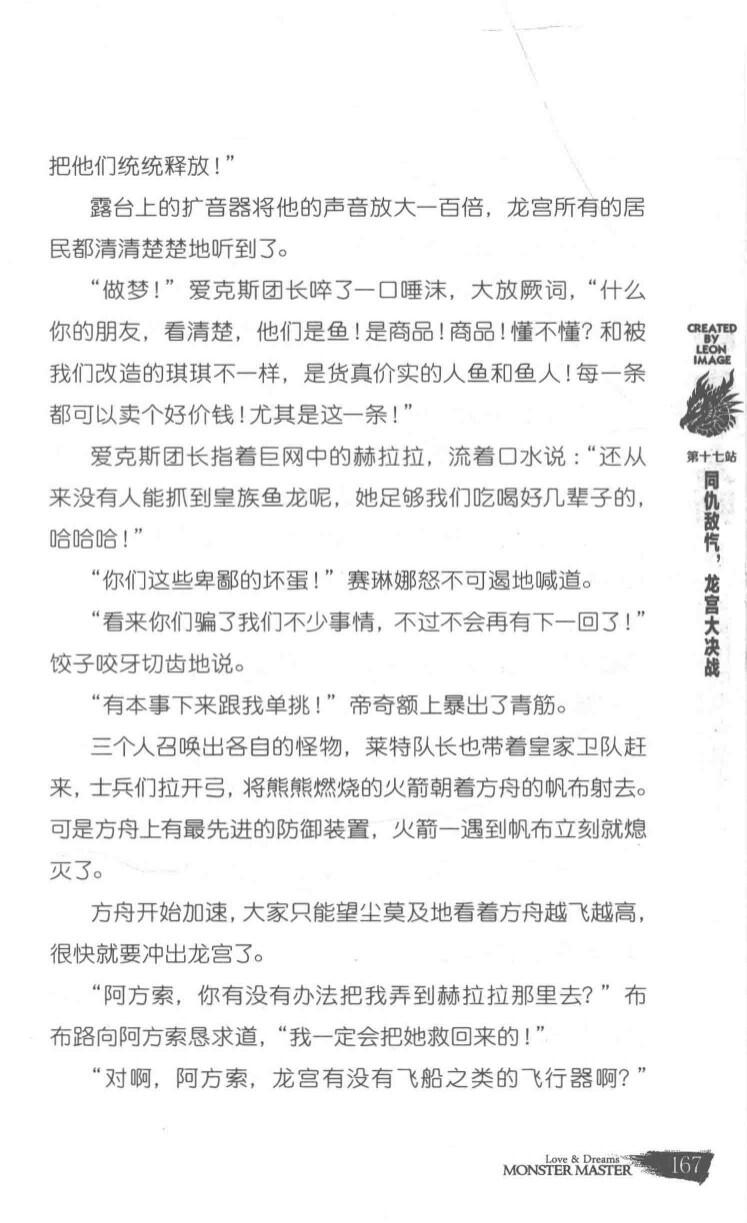 把他们统统释放！”
露台上的扩音器将他的声音放大一百倍，龙宫所有的居
民都清清楚楚地听到了。
“做梦！”爱克斯团长啐了一口唾沫，大放厥词，“什么
你的朋友，看清楚，他们是鱼！是商品！商品！懂不懂？和被
我们改造的琪琪不一样，是货真价实的人鱼和鱼人！每一条
都可以卖个好价钱！尤其是这一条！”
爱克斯团长指着巨网中的赫拉拉，流着口水说：“还从
来没有人能抓到皇族鱼龙呢，她足够我们吃喝好几辈子的，
哈哈哈！”
“你们这些卑鄙的坏蛋！”赛琳娜怒不可遏地喊道。
“看来你们骗了我们不少事情，不过不会再有下一回了！”
饺子咬牙切齿地说。
“有本事下来跟我单挑！”帝奇额上暴出了青筋。
三个人召唤出各自的怪物，莱特队长也带着皇家卫队赶
来，士兵们拉开弓，将熊熊燃烧的火箭朝着方舟的帆布射去。
可是方舟上有最先进的防御装置，火箭一遇到帆布立刻就熄
灭了。
方舟开始加速，大家只能望尘莫及地看着方舟越飞越高，
很快就要冲出龙宫了。
“阿方索，你有没有办法把我弄到赫拉拉那里去？”布
布路向阿方索恳求道，“我一定会把她救回来的！”
“对啊，阿方索，龙宫有没有飞船之类的飞行器啊？”
CREATED
BY
LEON
IMAGE
第十七站
同仇敌忾，龙宫大决战
Love & Dreams
MONSTER MASTER
167